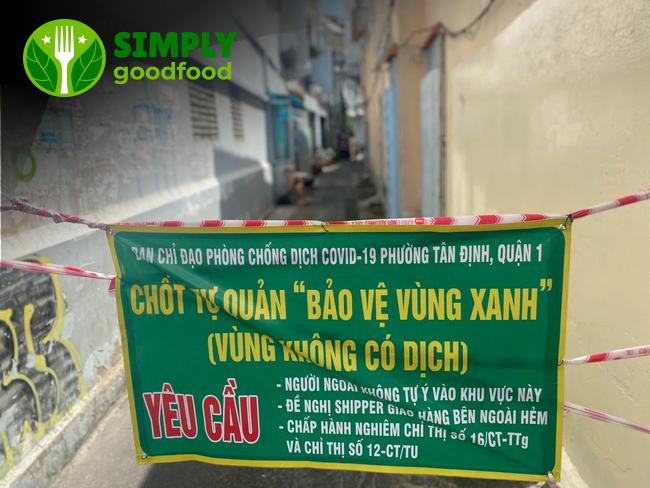 SIMPLY
goodfood
BAN CHỈ ĐẠO PHÒNG CHỐNG DỊCH COVID-19 PHƯỜNG TÂN ĐỊNH, QUẬN 1
CHỐT TỰ QUẢN “BẢO VỆ VÙNG XANH”
(VÙNG KHÔNG CÓ DỊCH)
YÊU CẦU
- NGƯỜI NGOÀI KHÔNG TỰ Ý VÀO KHU VỰC NÀY
- ĐỀ NGHỊ SHIPPER GIAO HÀNG BÊN NGOÀI HẺM
- CHẤP HÀNH NGHIÊM CHỈ THỊ SỐ 16/CT-TTg
VÀ CHỈ THỊ SỐ 12-CT/TU